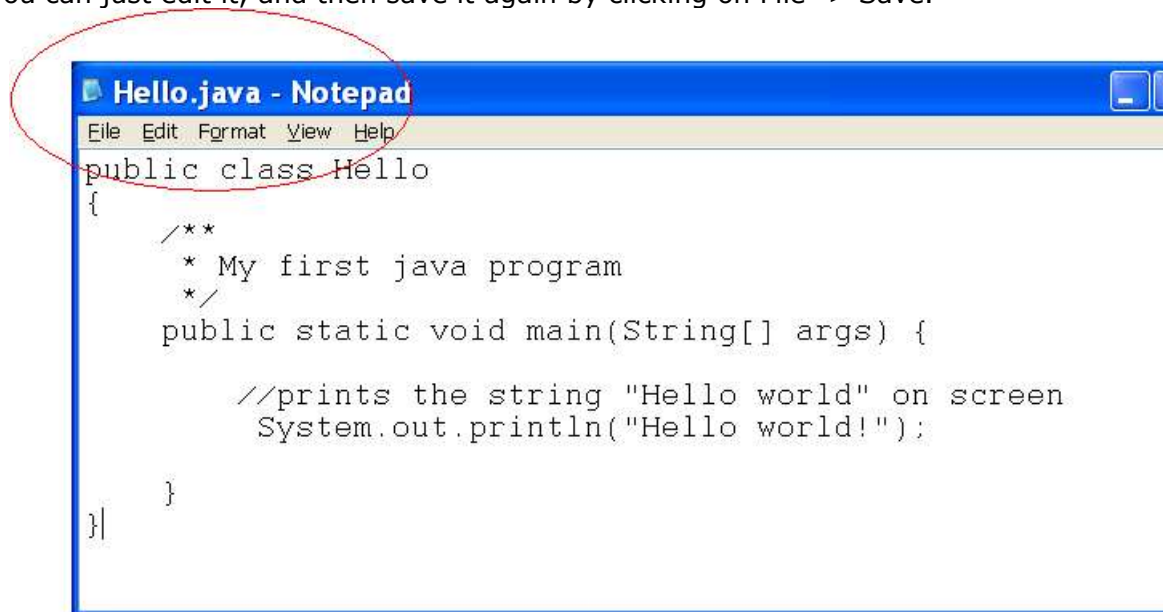 ou can just edit it, and then save it again by clicking on File -> Save.
Hello.java - Notepad
File Edit Format View Help
public class Hello
{
    /**
     * My first java program
     */
    public static void main(String[] args) {
        //prints the string "Hello world" on screen
         System.out.println("Hello world!");
    }
}